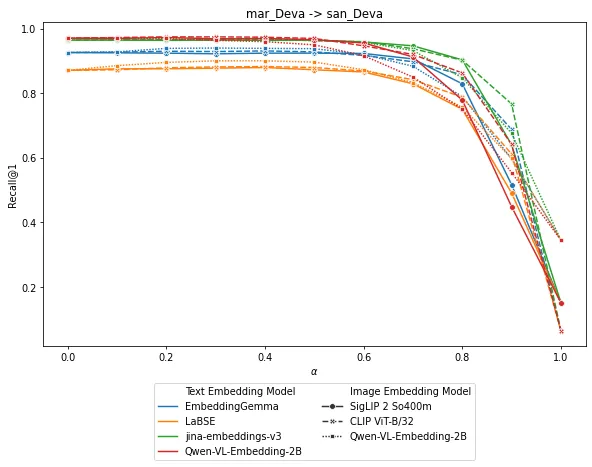 mar_Deva -> san_Deva
1.0
0.8
0.6
0.4
0.2
Recall@1
0.0 0.2 0.4 0.6 0.8 1.0
α
Text Embedding Model Image Embedding Model
EmbeddingGemma SigLIP 2 So400m
LaBSE CLIP ViT-B/32
jina-embeddings-v3 Qwen-VL-Embedding-2B
Qwen-VL-Embedding-2B